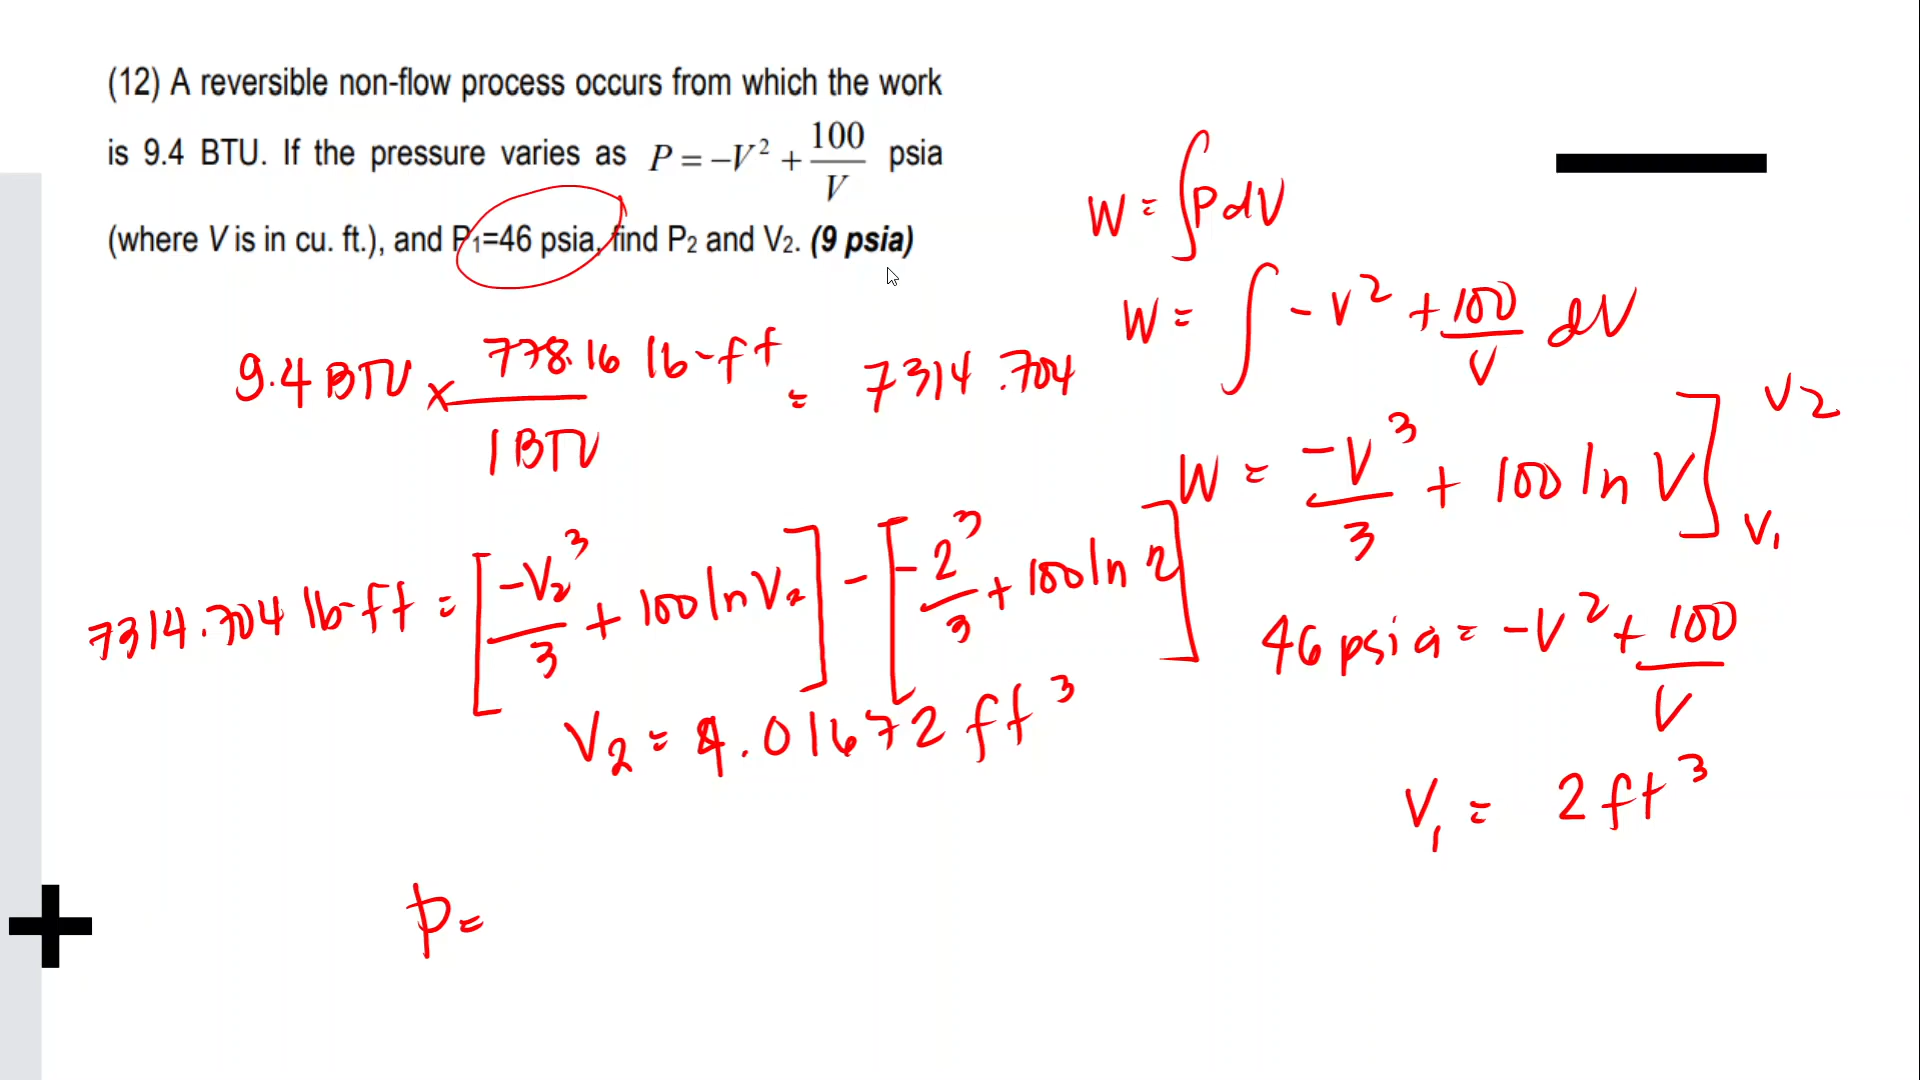 (12) A reversible non-flow process occurs from which the work
is 9.4 BTU. If the pressure varies as P = –V² + 100/V psia
(where V is in cu. ft.), and P₁=46 psia, find P₂ and V₂. (9 psia)
9.4 BTU × 778.16 lb-ft / 1 BTU = 7314.704
7314.704 lb-ft = [-V₂³/3 + 100 ln V₂] - [-2³/3 + 100 ln 2]
V₂ = 4.01672 ft³
P =
W = ∫PdV
W = ∫ -V² + 100/V dV
W = -V³/3 + 100 ln V] V₂ V₁
46 psia = -V² + 100/V
V₁ = 2 ft³